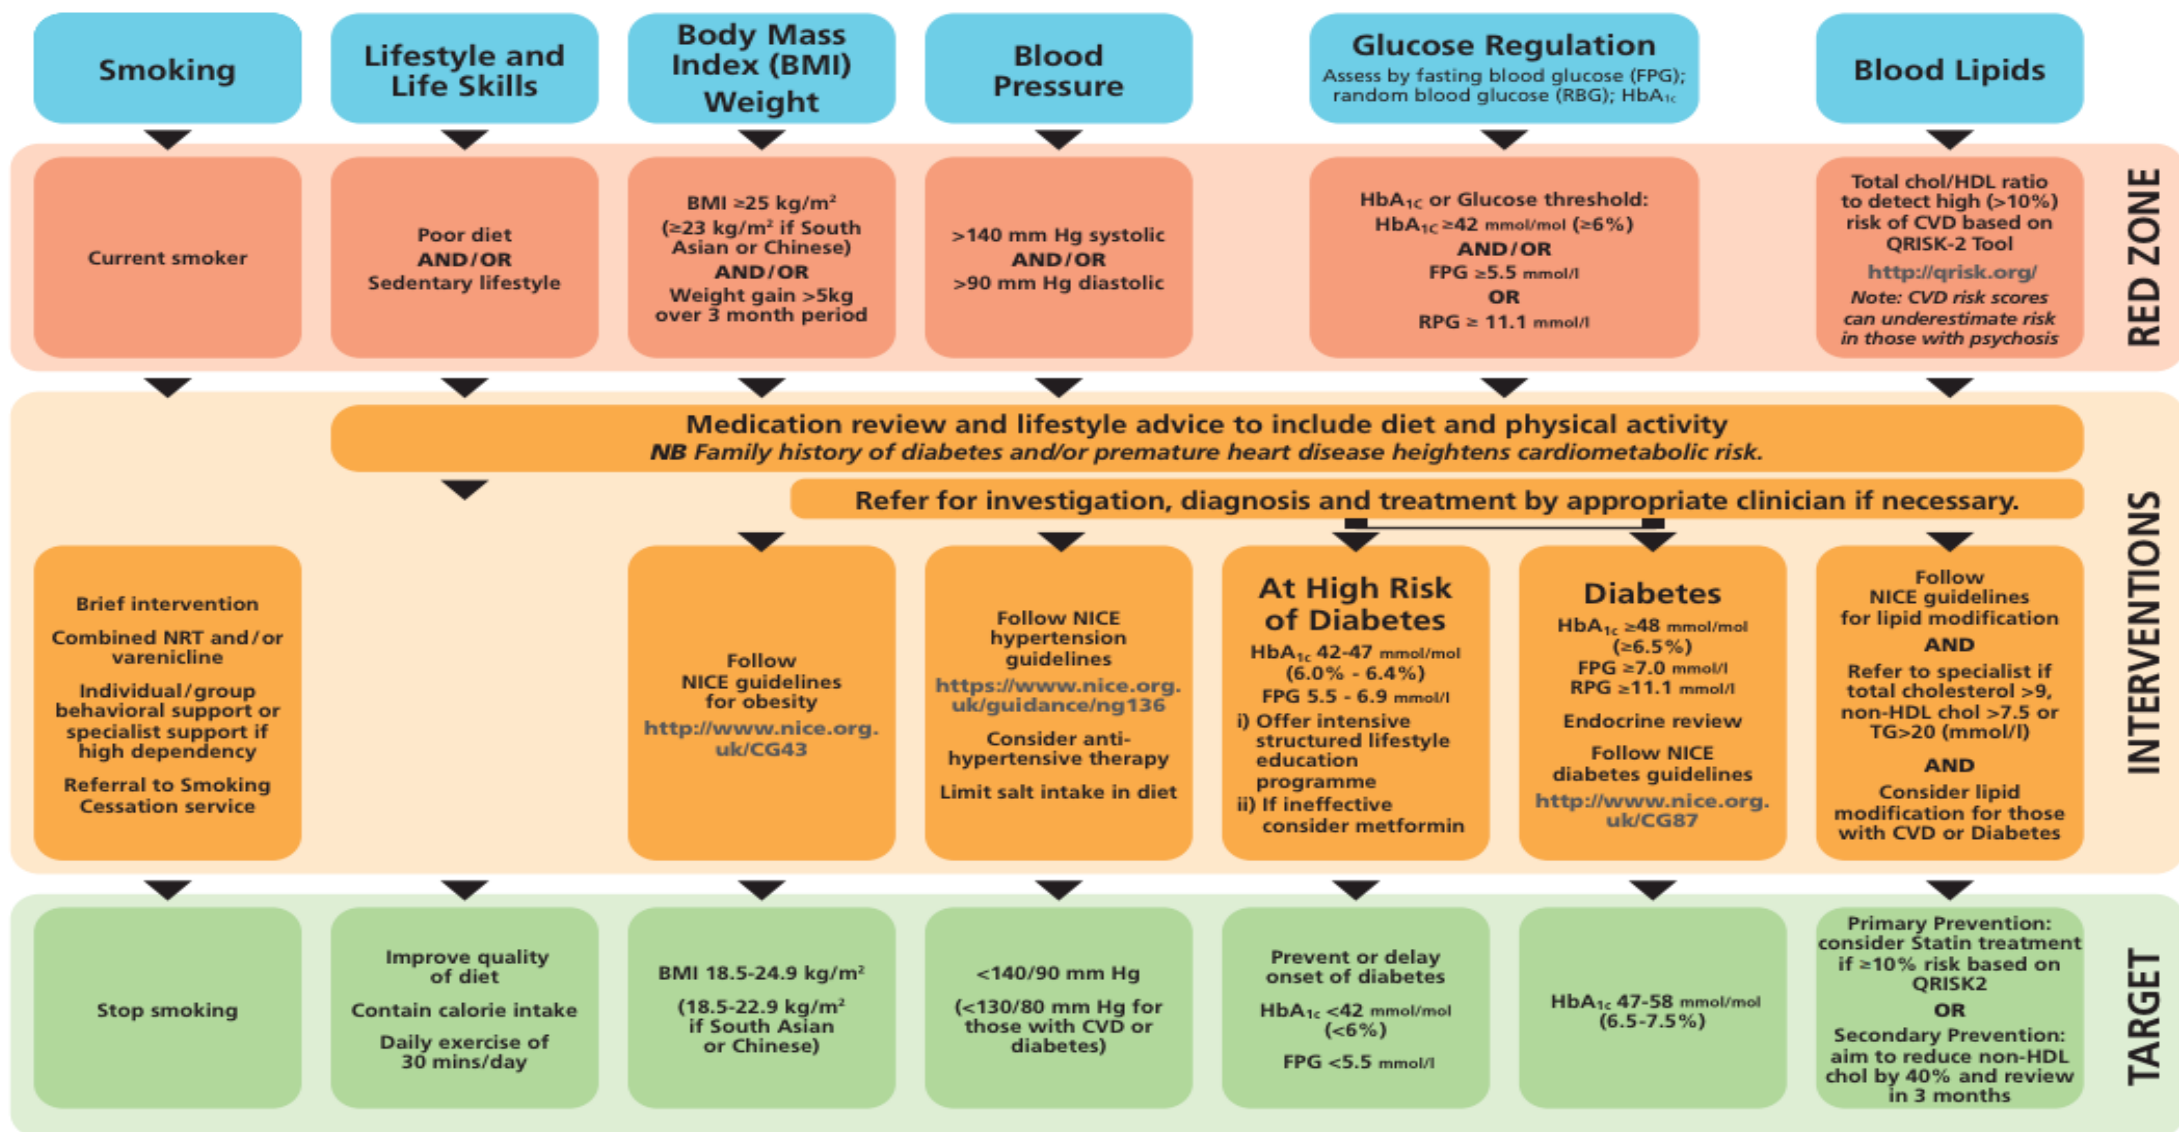 Smoking
Lifestyle and
Life Skills
Body Mass
Index (BMI)
Weight
Blood
Pressure
Glucose Regulation
Assess by fasting blood glucose (FPG);
random blood glucose (RBG); HbA1c
Blood Lipids
RED ZONE
Current smoker
Poor diet
AND/OR
Sedentary lifestyle
BMI ≥25 kg/m²
(≥23 kg/m² if South
Asian or Chinese)
AND/OR
Weight gain >5kg
over 3 month period
>140 mm Hg systolic
AND/OR
>90 mm Hg diastolic
HbA1C or Glucose threshold:
HbA1C ≥42 mmol/mol (≥6%)
AND/OR
FPG ≥5.5 mmol/l
OR
RPG ≥ 11.1 mmol/l
Total chol/HDL ratio
to detect high (>10%)
risk of CVD based on
QRISK-2 Tool
http://qrisk.org/
Note: CVD risk scores
can underestimate risk
in those with psychosis
INTERVENTIONS
Medication review and lifestyle advice to include diet and physical activity
NB Family history of diabetes and/or premature heart disease heightens cardiometabolic risk.
Refer for investigation, diagnosis and treatment by appropriate clinician if necessary.
Brief intervention
Combined NRT and/or
varenicline
Individual/group
behavioral support or
specialist support if
high dependency
Referral to Smoking
Cessation service
Follow
NICE guidelines
for obesity
http://www.nice.org.
uk/CG43
Follow NICE
hypertension
guidelines
https://www.nice.org.
uk/guidance/ng136
Consider anti-
hypertensive therapy
Limit salt intake in diet
At High Risk
of Diabetes
HbA1c 42-47 mmol/mol
(6.0% - 6.4%)
FPG 5.5 - 6.9 mmol/l
i) Offer intensive
structured lifestyle
education
programme
ii) If ineffective
consider metformin
Diabetes
HbA1c ≥48 mmol/mol
(≥6.5%)
FPG ≥7.0 mmol/l
RPG ≥11.1 mmol/l
Endocrine review
Follow NICE
diabetes guidelines
http://www.nice.org.
uk/CG87
Follow
NICE guidelines
for lipid modification
AND
Refer to specialist if
total cholesterol >9,
non-HDL chol >7.5 or
TG>20 (mmol/l)
AND
Consider lipid
modification for those
with CVD or Diabetes
TARGET
Stop smoking
Improve quality
of diet
Contain calorie intake
Daily exercise of
30 mins/day
BMI 18.5-24.9 kg/m²
(18.5-22.9 kg/m²
if South Asian
or Chinese)
<140/90 mm Hg
(<130/80 mm Hg for
those with CVD or
diabetes)
Prevent or delay
onset of diabetes
HbA1c <42 mmol/mol
(<6%)
FPG <5.5 mmol/l
HbA1c 47-58 mmol/mol
(6.5-7.5%)
Primary Prevention:
consider Statin treatment
if ≥10% risk based on
QRISK2
OR
Secondary Prevention:
aim to reduce non-HDL
chol by 40% and review
in 3 months